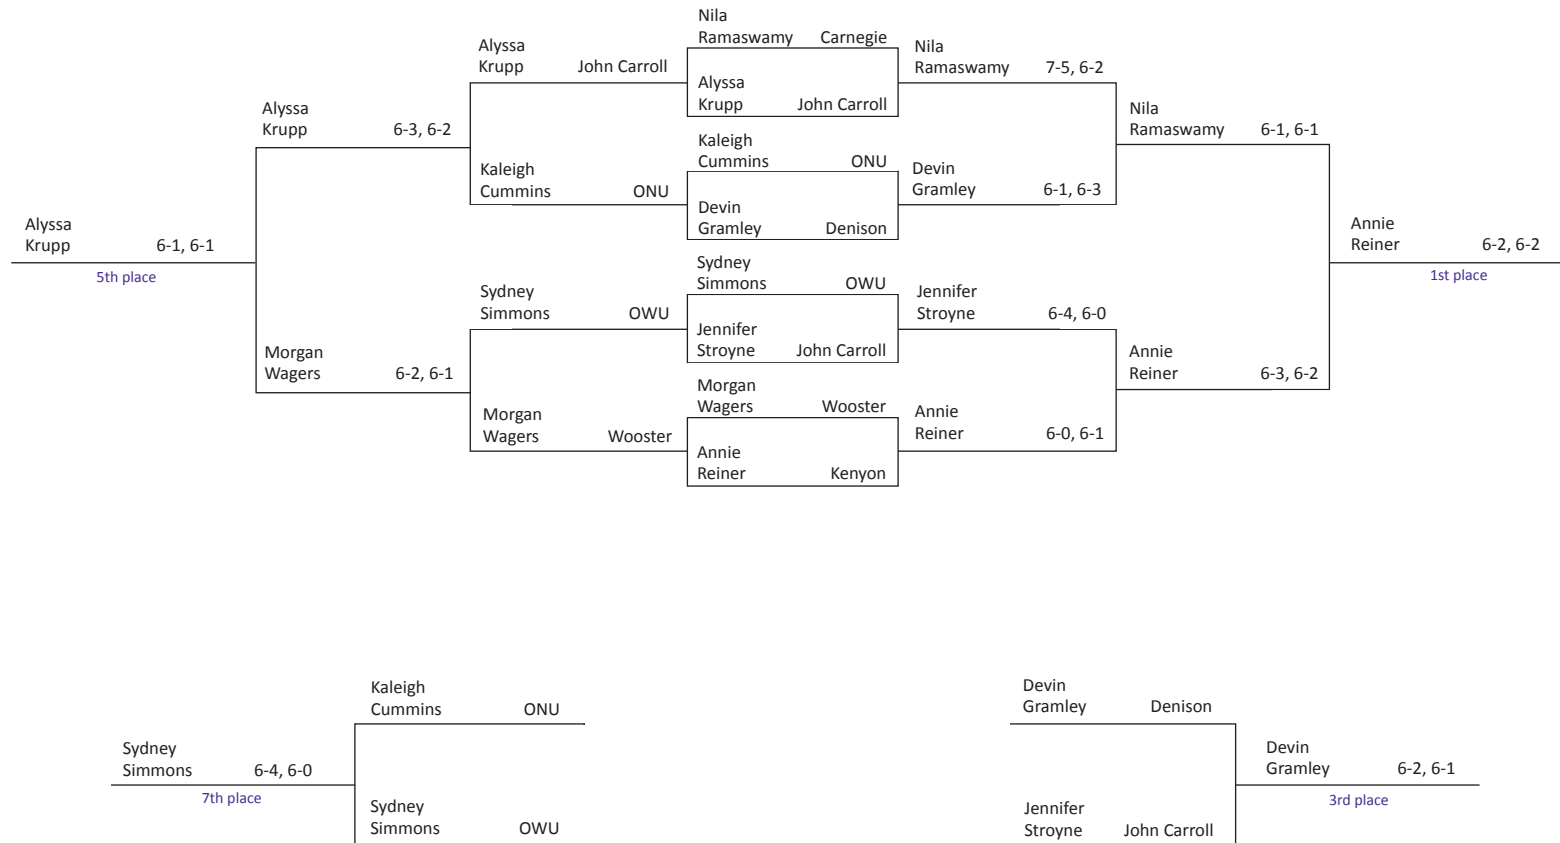 Nila
Ramaswamy Carnegie
Alyssa
Krupp John Carroll
Nila
Ramaswamy 7-5, 6-2
Alyssa
Krupp John Carroll
Alyssa
Krupp 6-3, 6-2
Nila
Ramaswamy 6-1, 6-1
Kaleigh
Cummins ONU
Kaleigh
Cummins ONU
Devin
Gramley 6-1, 6-3
Devin
Gramley Denison
Alyssa
Krupp 6-1, 6-1
5th place
Annie
Reiner 6-2, 6-2
1st place
Sydney
Simmons OWU
Sydney
Simmons OWU
Jennifer
Stroyne 6-4, 6-0
Jennifer
Stroyne John Carroll
Morgan
Wagers 6-2, 6-1
Annie
Reiner 6-3, 6-2
Morgan
Wagers Wooster
Morgan
Wagers Wooster
Annie
Reiner 6-0, 6-1
Annie
Reiner Kenyon
Kaleigh
Cummins ONU
Sydney
Simmons 6-4, 6-0
7th place
Sydney
Simmons OWU
Devin
Gramley Denison
Devin
Gramley 6-2, 6-1
3rd place
Jennifer
Stroyne John Carroll